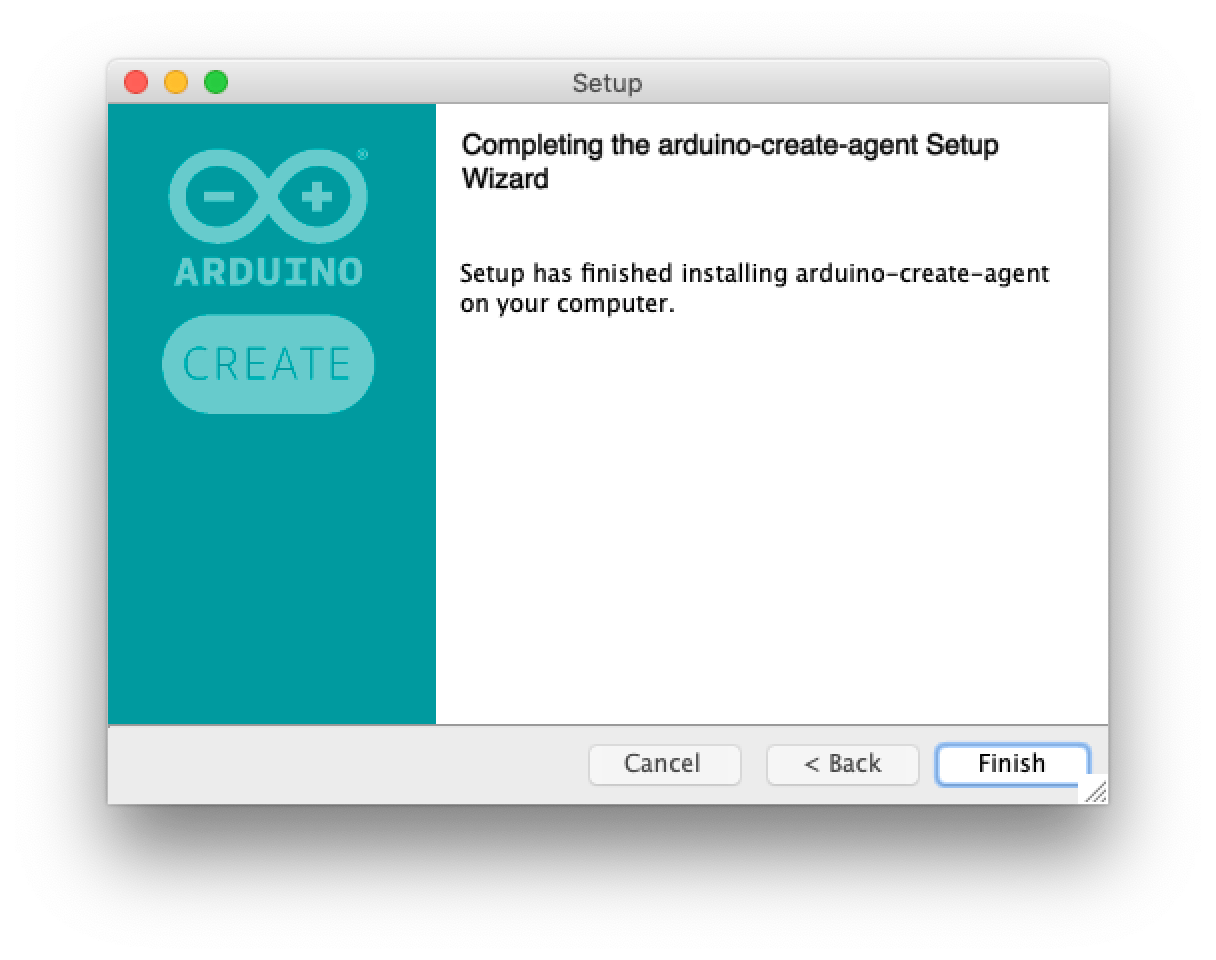 Setup
ARDUINO
CREATE
Completing the arduino-create-agent Setup
Wizard
Setup has finished installing arduino-create-agent
on your computer.
Cancel
< Back
Finish